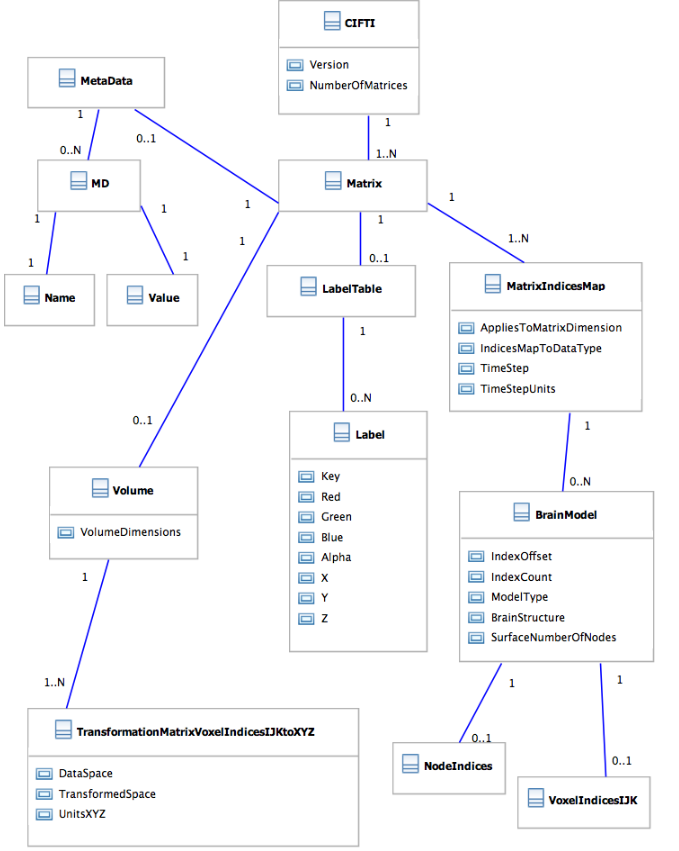 CIFTI
Version
NumberOfMatrices
MetaData
1
1
0..1
0..N
1..N
MD
Matrix
1
1
1
1
1
1
1
1
0..1
1..N
Name
Value
LabelTable
MatrixIndicesMap
AppliesToMatrixDimension
IndicesMapToDataType
TimeStep
TimeStepUnits
1
0..N
0..1
1
0..N
Label
Key
Red
Green
Blue
Alpha
X
Y
Z
Volume
VolumeDimensions
BrainModel
IndexOffset
IndexCount
ModelType
BrainStructure
SurfaceNumberOfNodes
1
1..N
1
1
0..1
0..1
TransformationMatrixVoxelIndicesIJKtoXYZ
DataSpace
TransformedSpace
UnitsXYZ
NodeIndices
VoxelIndicesIJK